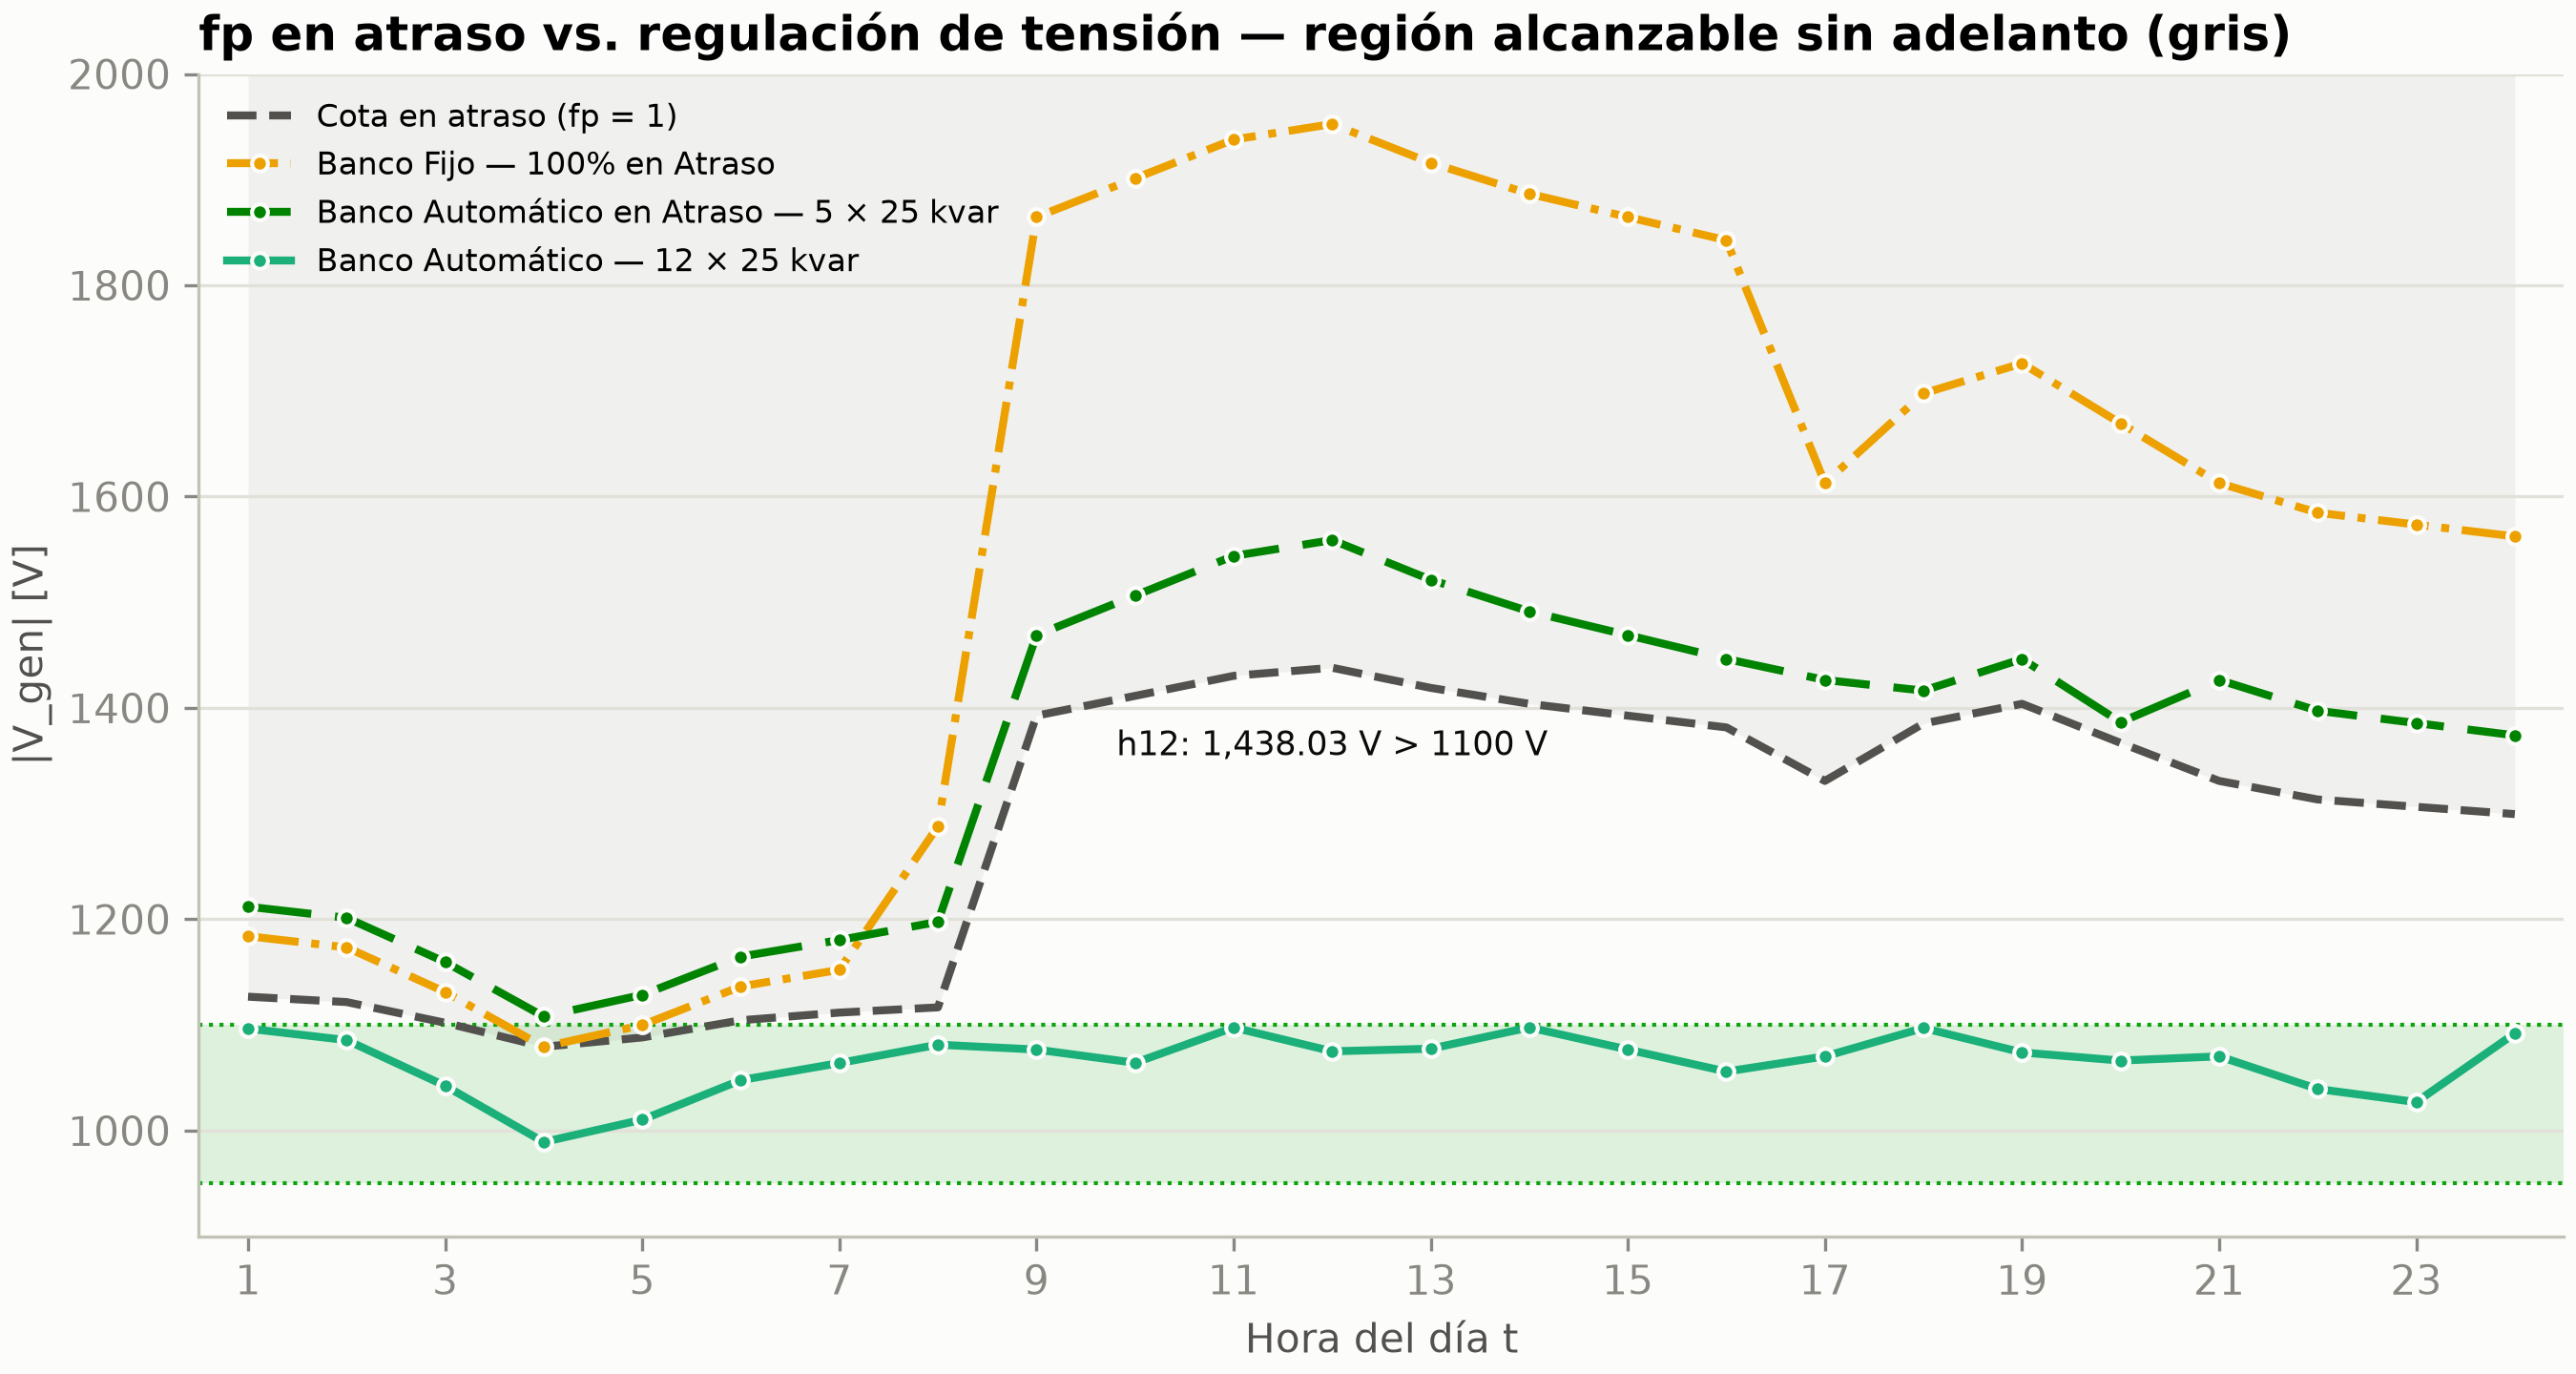 fp en atraso vs. regulación de tensión — región alcanzable sin adelanto (gris)
Cota en atraso (fp = 1)
Banco Fijo — 100% en Atraso
Banco Automático en Atraso — 5 × 25 kvar
Banco Automático — 12 × 25 kvar
2000
1800
1600
1400
1200
1000
|V_gen| [V]
h12: 1,438.03 V > 1100 V
1 3 5 7 9 11 13 15 17 19 21 23
Hora del día t